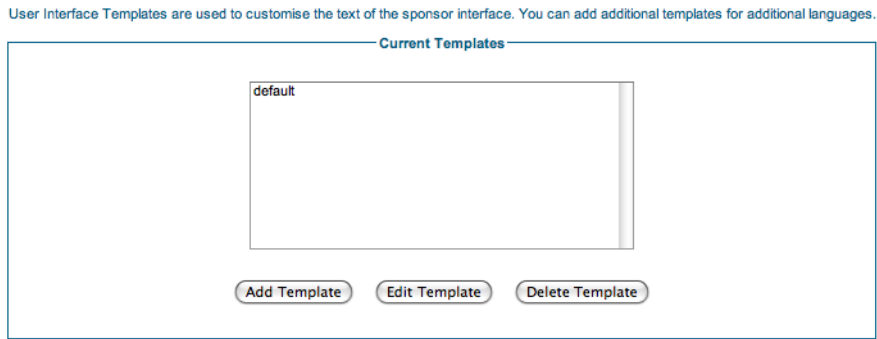 User Interface Templates are used to customise the text of the sponsor interface. You can add additional templates for additional languages.
Current Templates
default
Add Template Edit Template Delete Template